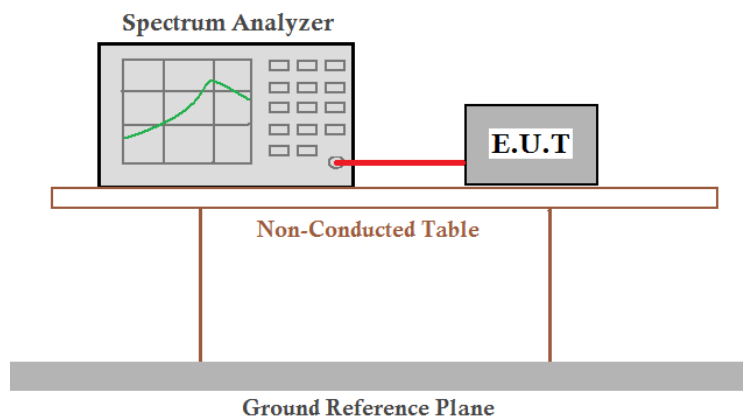 Spectrum Analyzer
E.U.T
Non-Conducted Table
Ground Reference Plane